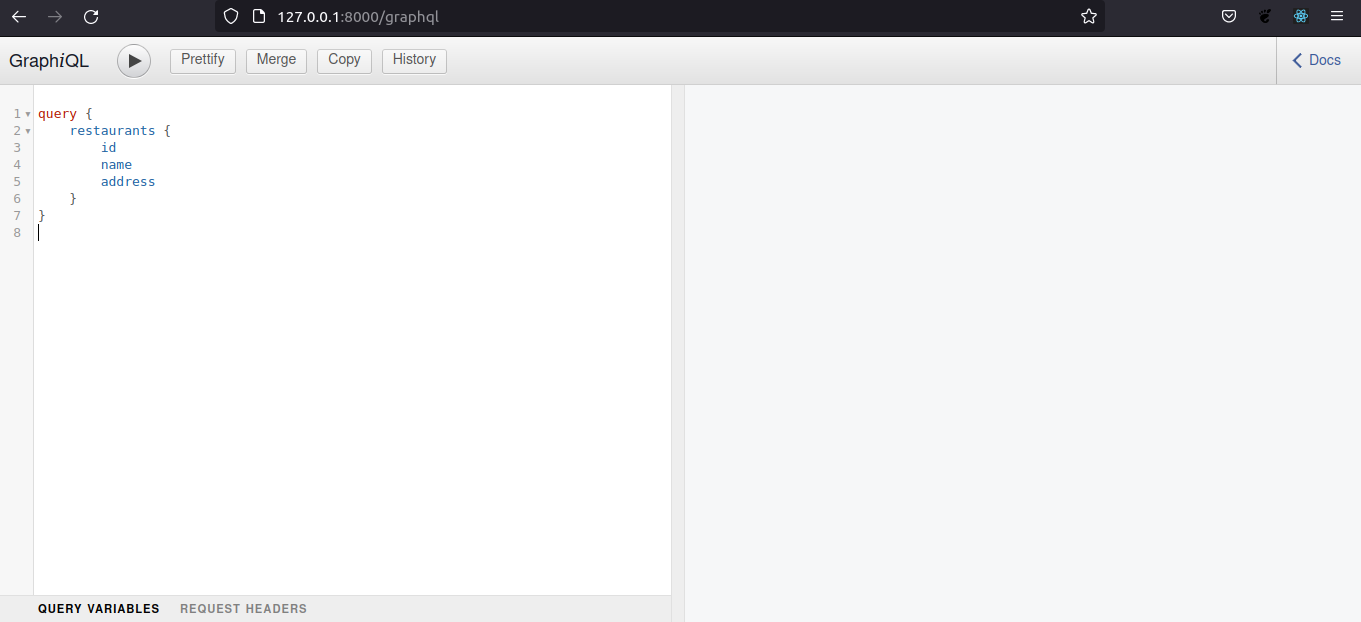 127.0.0.1:8000/graphql
GraphiQL Prettify Merge Copy History Docs
1 query {
2 restaurants {
3 id
4 name
5 address
6 }
7 }
8
QUERY VARIABLES REQUEST HEADERS